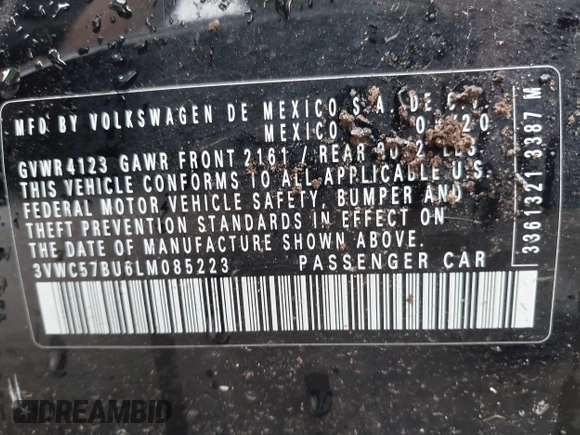 MFD BY VOLKSWAGEN DE MEXICO S.A. DE C.V.
MEXICO
GVWR 4123 GAWR FRONT 2161 / REAR
THIS VEHICLE CONFORMS TO ALL APPLICABLE U.S.
FEDERAL MOTOR VEHICLE SAFETY, BUMPER AND
THEFT PREVENTION STANDARDS IN EFFECT ON
THE DATE OF MANUFACTURE SHOWN ABOVE.
3VWC57BU6LM085223 PASSENGER CAR
3361321 3387 M
DREAMBID